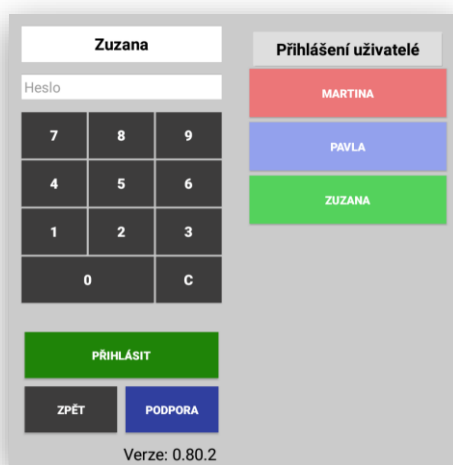 Zuzana
Heslo
7 8 9
4 5 6
1 2 3
0 C
PŘIHLÁSIT
ZPĚT PODPORA
Verze: 0.80.2
Přihlášení uživatelé
MARTINA
PAVLA
ZUZANA